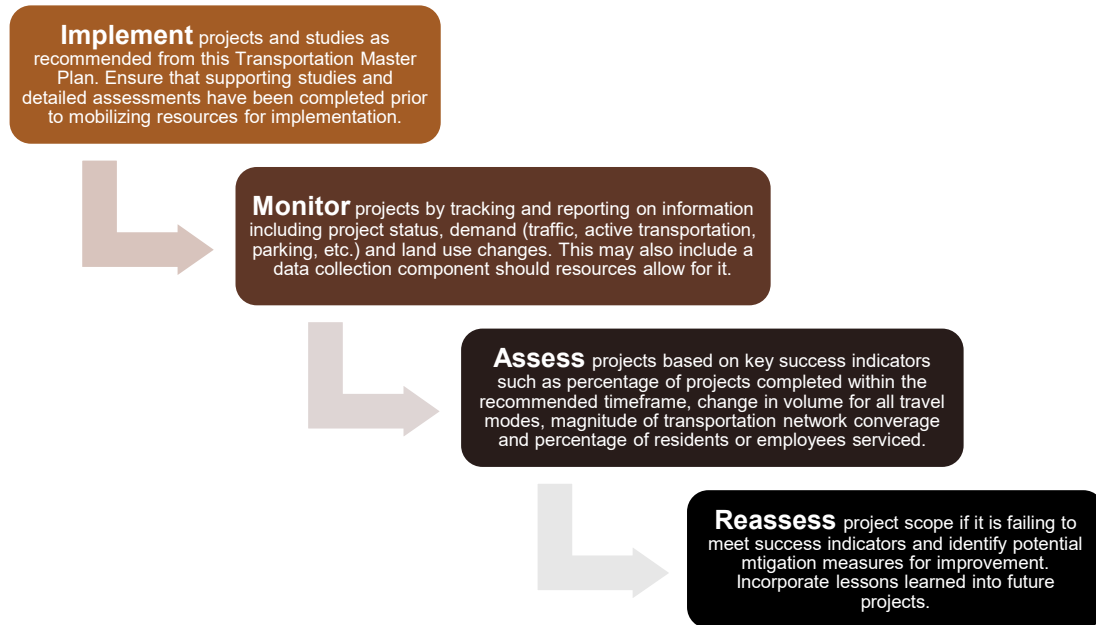 Implement projects and studies as
recommended from this Transportation Master
Plan. Ensure that supporting studies and
detailed assessments have been completed prior
to mobilizing resources for implementation.
Monitor projects by tracking and reporting on information
including project status, demand (traffic, active transportation,
parking, etc.) and land use changes. This may also include a
data collection component should resources allow for it.
Assess projects based on key success indicators
such as percentage of projects completed within the
recommended timeframe, change in volume for all travel
modes, magnitude of transportation network converage
and percentage of residents or employees serviced.
Reassess project scope if it is failing to
meet success indicators and identify potential
mtigation measures for improvement.
Incorporate lessons learned into future
projects.